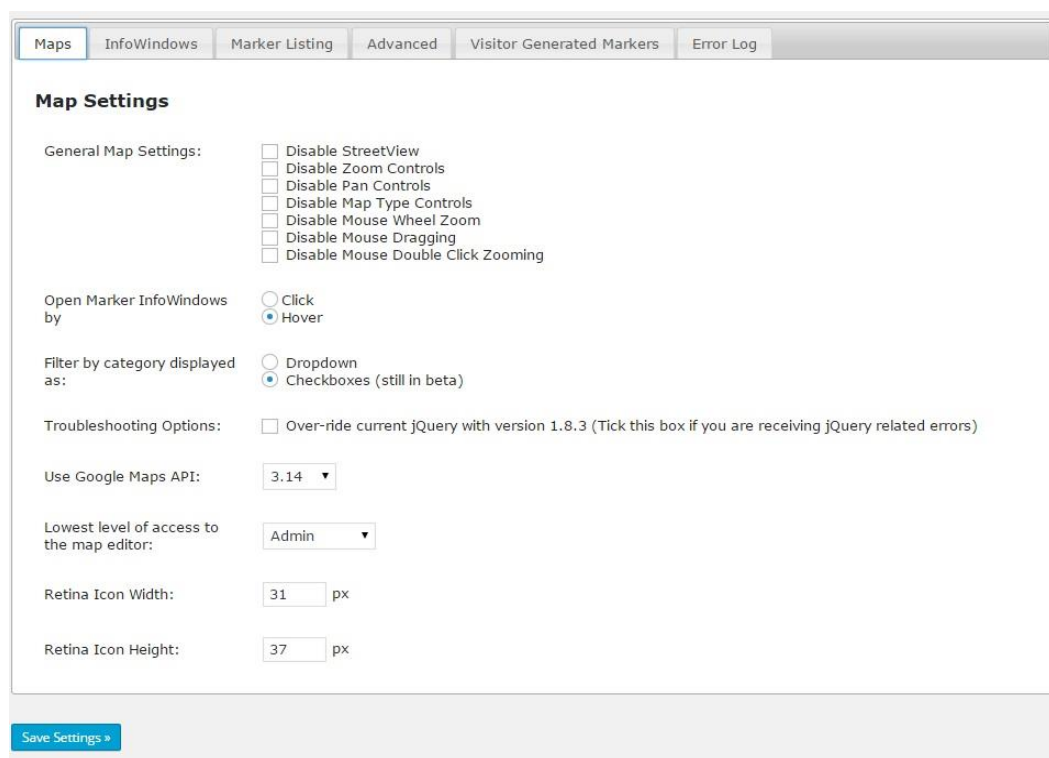 Maps InfoWindows Marker Listing Advanced Visitor Generated Markers Error Log
Map Settings
General Map Settings: Disable StreetView
Disable Zoom Controls
Disable Pan Controls
Disable Map Type Controls
Disable Mouse Wheel Zoom
Disable Mouse Dragging
Disable Mouse Double Click Zooming
Open Marker InfoWindows by
Click
Hover
Filter by category displayed as:
Dropdown
Checkboxes (still in beta)
Troubleshooting Options: Over-ride current jQuery with version 1.8.3 (Tick this box if you are receiving jQuery related errors)
Use Google Maps API: 3.14
Lowest level of access to the map editor:
Admin
Retina Icon Width: 31 px
Retina Icon Height: 37 px
Save Settings »